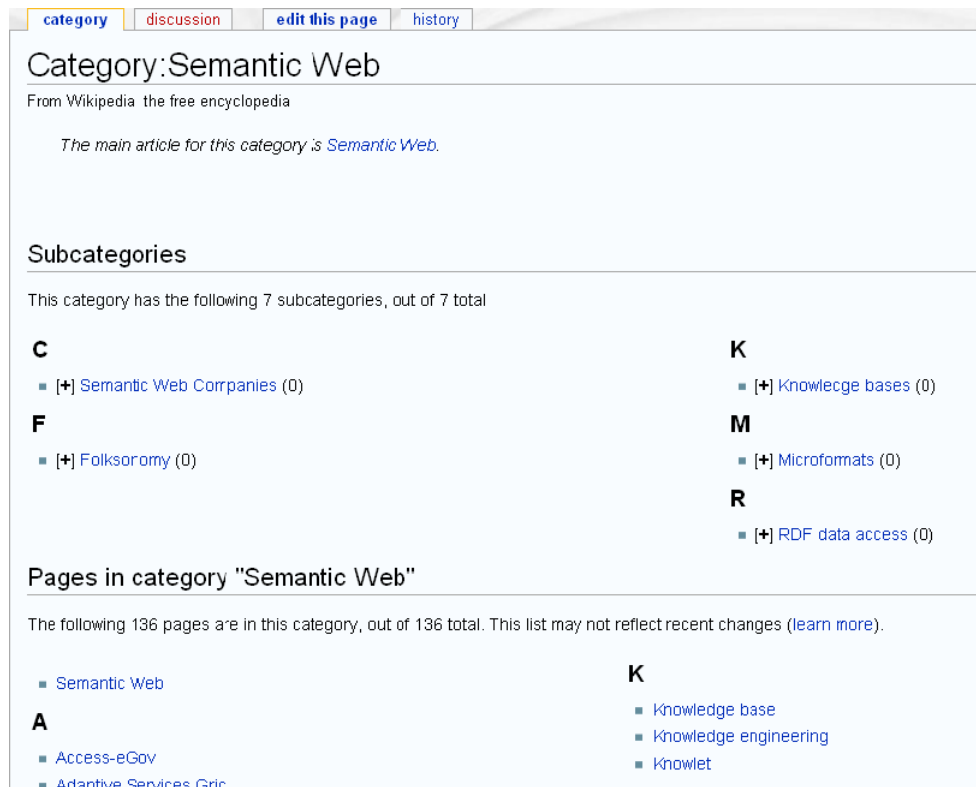 category discussion edit this page history
Category:Semantic Web
From Wikipedia the free encyclopedia
The main article for this category is Semantic Web.
Subcategories
This category has the following 7 subcategories, out of 7 total
C
[+] Semantic Web Companies (0)
F
[+] Folksonomy (0)
K
[+] Knowledge bases (0)
M
[+] Microformats (0)
R
[+] RDF data access (0)
Pages in category "Semantic Web"
The following 136 pages are in this category, out of 136 total. This list may not reflect recent changes (learn more).
Semantic Web
A
Access-eGov
Adaptive Services Grid
K
Knowledge base
Knowledge engineering
Knowlet